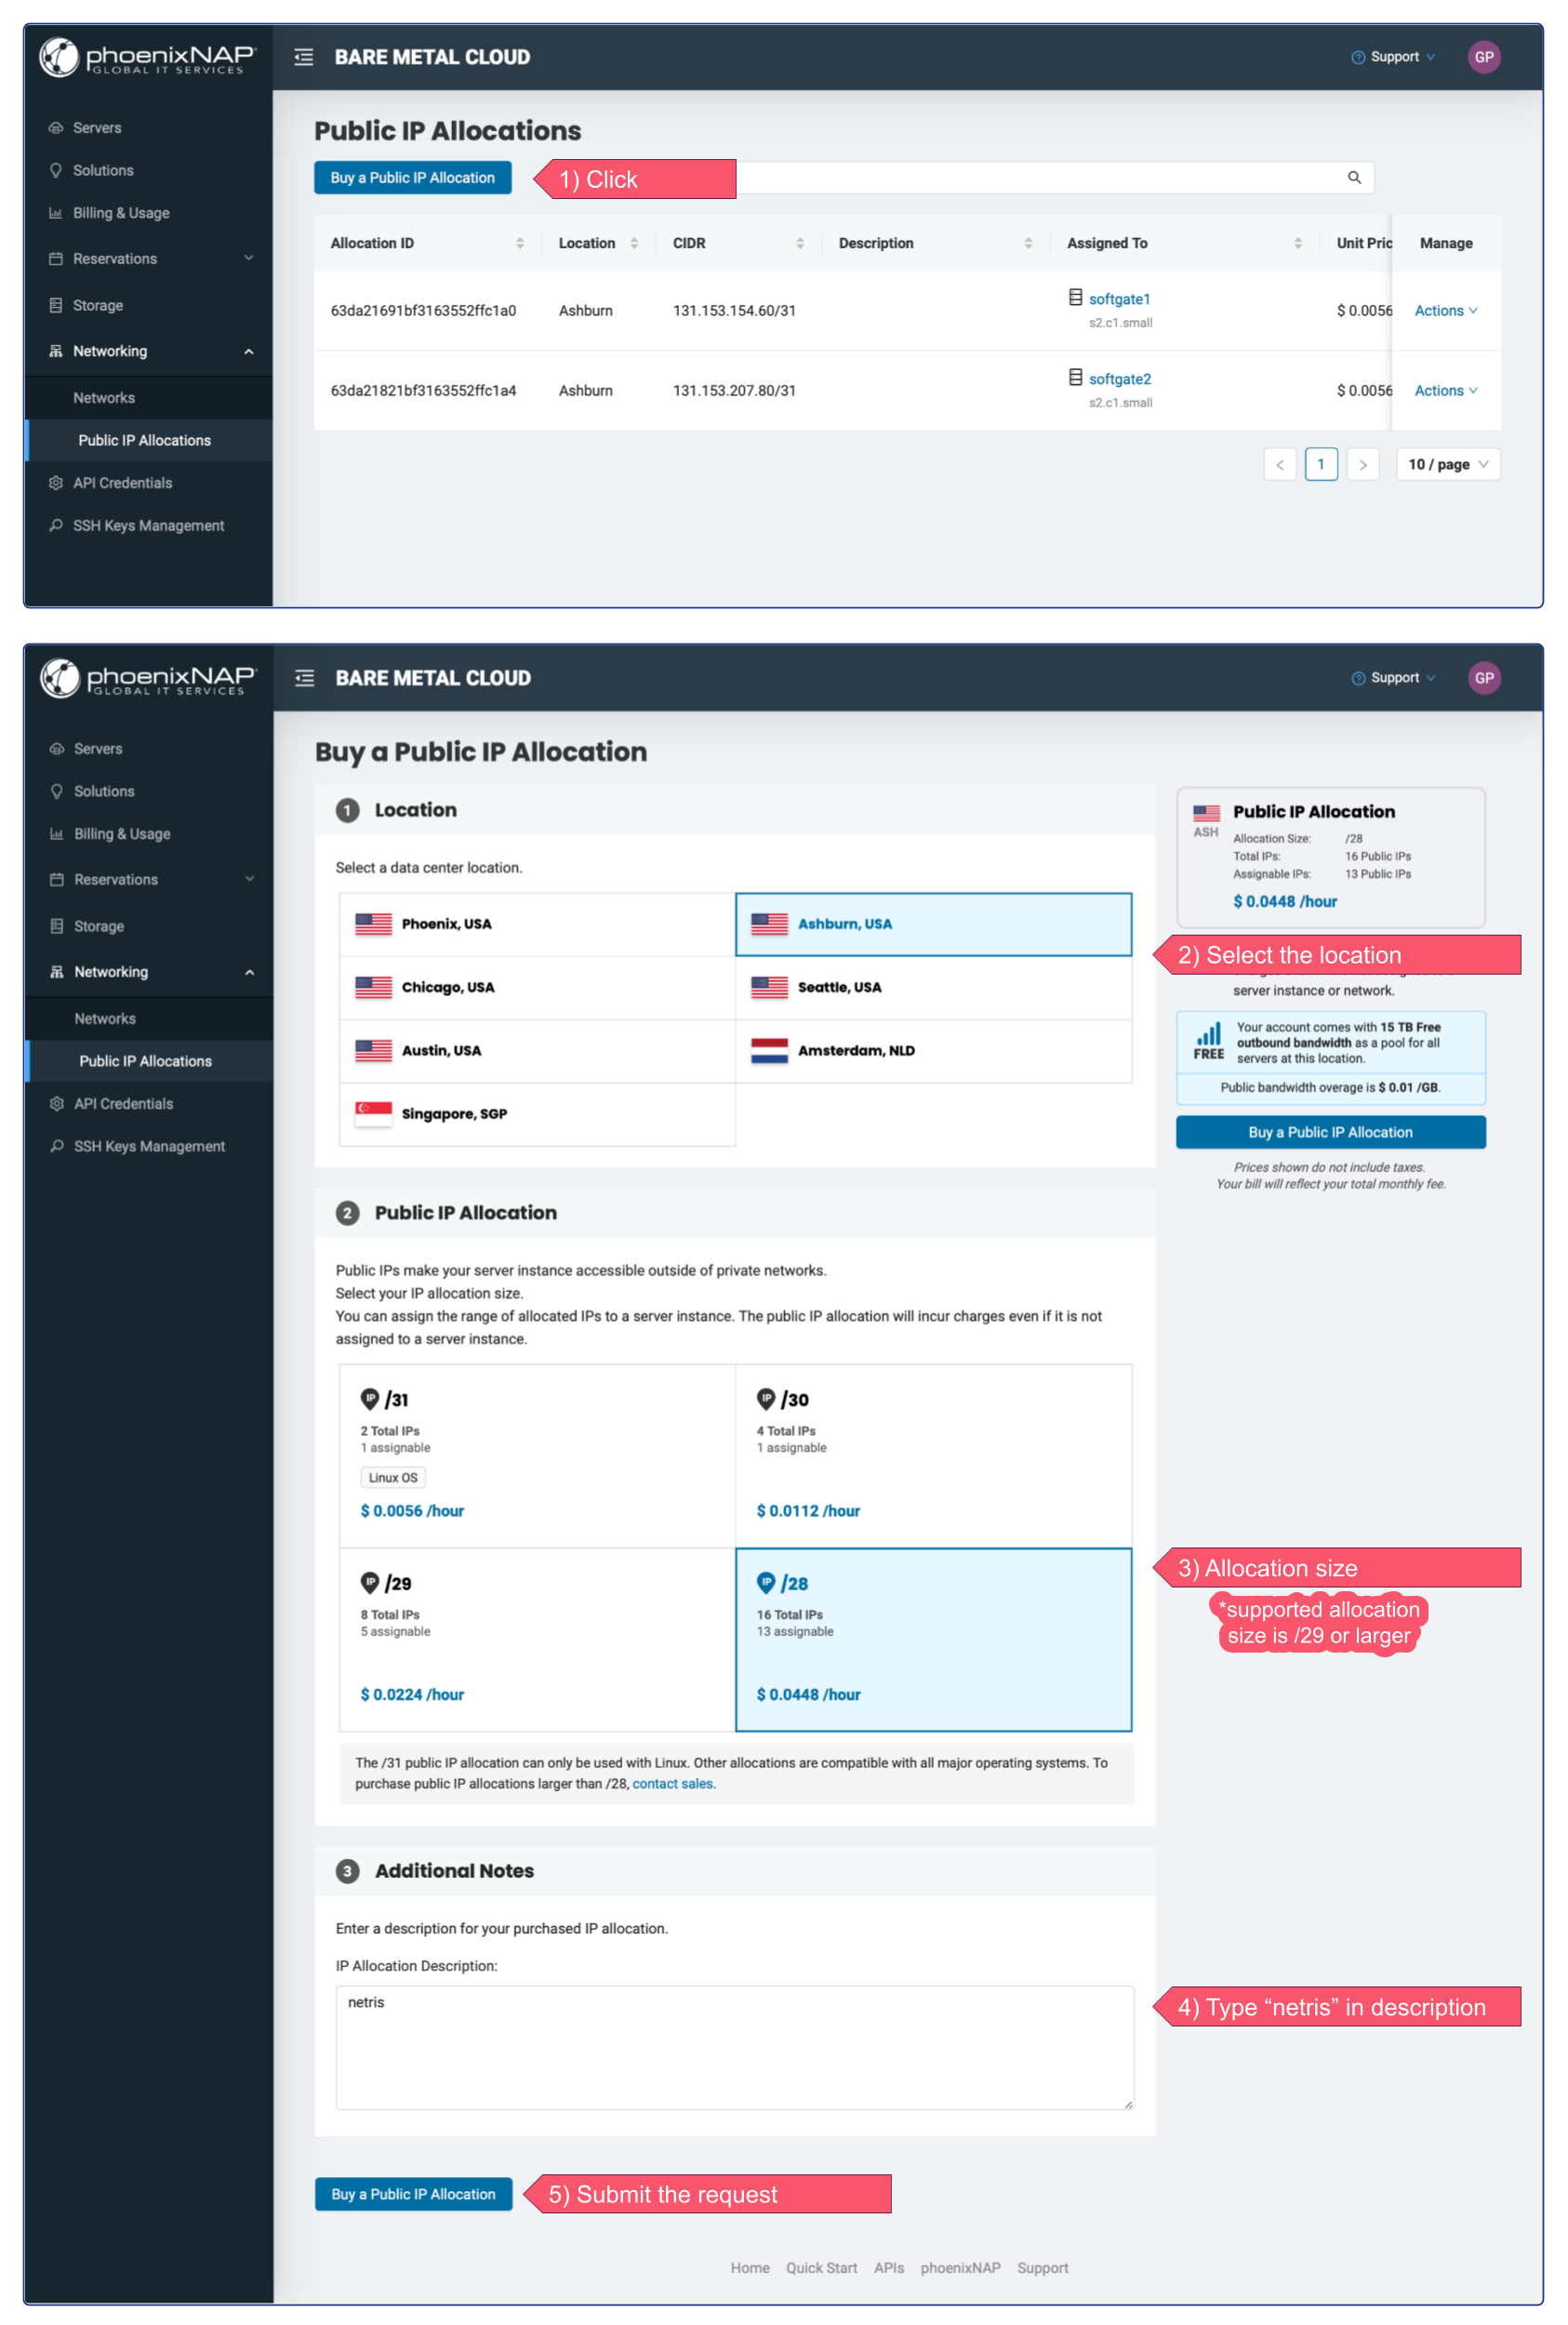 phoenixNAP
GLOBAL IT SERVICES
BARE METAL CLOUD
Support
GP
Servers
Solutions
Billing & Usage
Reservations
Storage
Networking
Networks
Public IP Allocations
API Credentials
SSH Keys Management
Public IP Allocations
Buy a Public IP Allocation
1) Click
Allocation ID Location CIDR Description Assigned To Unit Pric Manage
63da21691bf3163552ffc1a0 Ashburn 131.153.154.60/31 softgate1 $ 0.0056 Actions
s2.c1.small
63da21821bf3163552ffc1a4 Ashburn 131.153.207.80/31 softgate2 $ 0.0056 Actions
s2.c1.small
< 1 > 10 / page
phoenixNAP
GLOBAL IT SERVICES
BARE METAL CLOUD
Support
GP
Servers
Solutions
Billing & Usage
Reservations
Storage
Networking
Networks
Public IP Allocations
API Credentials
SSH Keys Management
Buy a Public IP Allocation
1 Location
Select a data center location.
Phoenix, USA
Ashburn, USA
Chicago, USA
Seattle, USA
Austin, USA
Amsterdam, NLD
Singapore, SGP
ASH
Public IP Allocation
Allocation Size: /28
Total IPs: 16 Public IPs
Assignable IPs: 13 Public IPs
$ 0.0448 /hour
2) Select the location
server instance or network.
FREE
Your account comes with 15 TB Free
outbound bandwidth as a pool for all
servers at this location.
Public bandwidth overage is $ 0.01 /GB.
Buy a Public IP Allocation
Prices shown do not include taxes.
Your bill will reflect your total monthly fee.
2 Public IP Allocation
Public IPs make your server instance accessible outside of private networks.
Select your IP allocation size.
You can assign the range of allocated IPs to a server instance. The public IP allocation will incur charges even if it is not
assigned to a server instance.
IP /31
2 Total IPs
1 assignable
Linux OS
$ 0.0056 /hour
IP /30
4 Total IPs
1 assignable
$ 0.0112 /hour
IP /29
8 Total IPs
5 assignable
$ 0.0224 /hour
IP /28
16 Total IPs
13 assignable
$ 0.0448 /hour
3) Allocation size
*supported allocation
size is /29 or larger
The /31 public IP allocation can only be used with Linux. Other allocations are compatible with all major operating systems. To
purchase public IP allocations larger than /28, contact sales.
3 Additional Notes
Enter a description for your purchased IP allocation.
IP Allocation Description:
netris
4) Type “netris” in description
Buy a Public IP Allocation
5) Submit the request
Home Quick Start APIs phoenixNAP Support